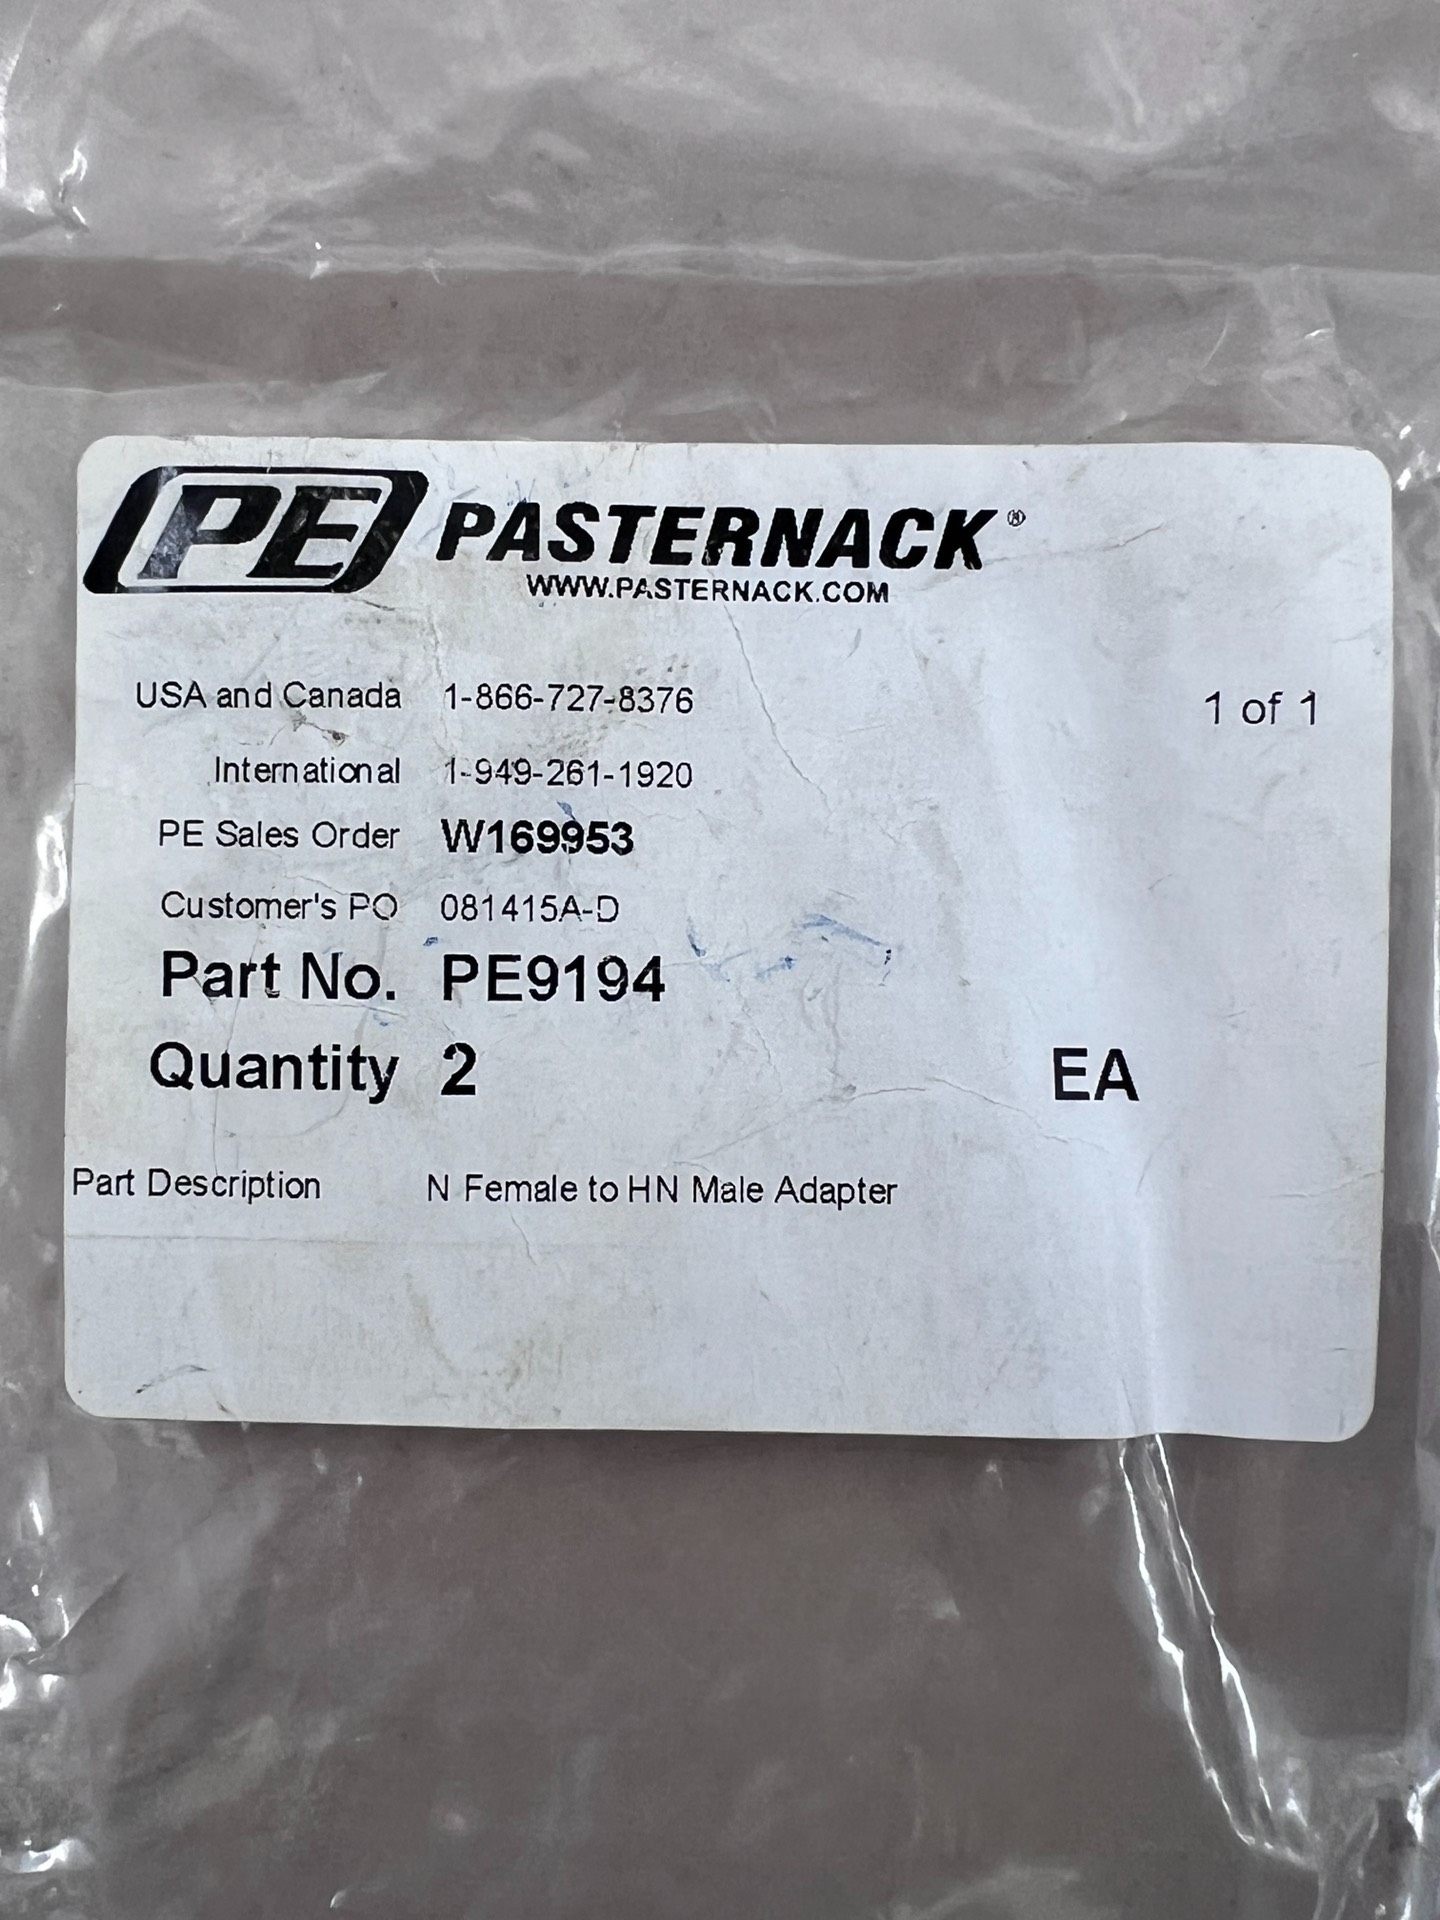 PE PASTERNACK®
WWW.PASTERNACK.COM
USA and Canada 1-866-727-8376
1 of 1
International 1-949-261-1920
PE Sales Order W169953
Customer's PO 081415A-D
Part No. PE9194
Quantity 2 EA
Part Description N Female to HN Male Adapter